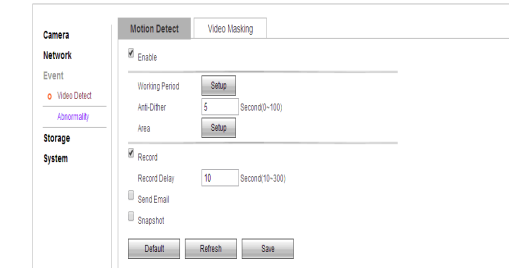 Camera
Network
Event
Video Detect
Abnormality
Storage
System
Motion Detect Video Masking
Enable
Working Period Setup
Anti-Dither 5 Second(0~100)
Area Setup
Record
Record Delay 10 Second(10~300)
Send Email
Snapshot
Default Refresh Save